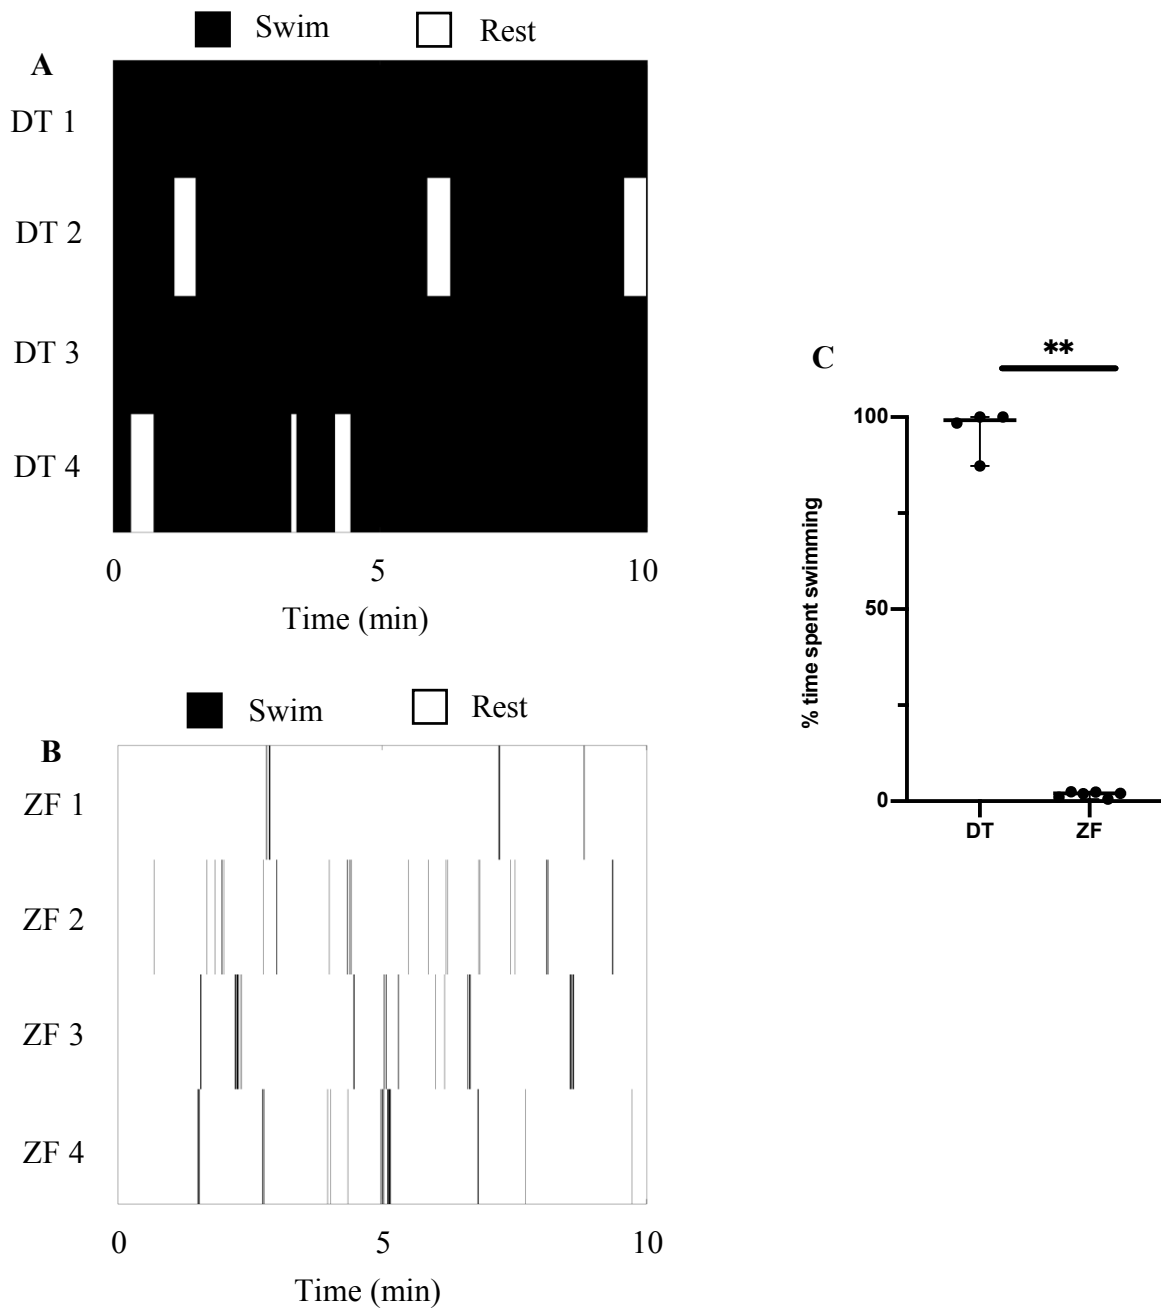 Swim Rest
A
DT 1
DT 2
DT 3
DT 4
0 5 10
Time (min)
Swim Rest
B
ZF 1
ZF 2
ZF 3
ZF 4
0 5 10
Time (min)
C
**
100
50
0
% time spent swimming
DT ZF